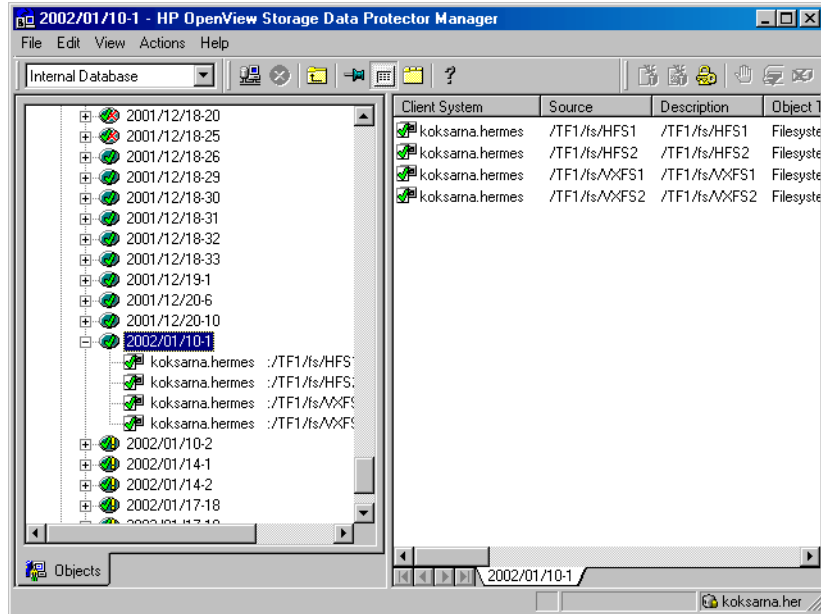 2002/01/10-1 - HP OpenView Storage Data Protector Manager
File Edit View Actions Help
Internal Database
2001/12/18-20
2001/12/18-25
2001/12/18-26
2001/12/18-29
2001/12/18-30
2001/12/18-31
2001/12/18-32
2001/12/18-33
2001/12/19-1
2001/12/20-6
2001/12/20-10
2002/01/10-1
koksarna.hermes :/TF1/fs/HFS
koksarna.hermes :/TF1/fs/HFS
koksarna.hermes :/TF1/fs/VXFS
koksarna.hermes :/TF1/fs/VXFS
2002/01/10-2
2002/01/14-1
2002/01/14-2
2002/01/17-18
Objects
Client System Source Description Object T
koksarna.hermes /TF1/fs/HFS1 /TF1/fs/HFS1 Filesyste
koksarna.hermes /TF1/fs/HFS2 /TF1/fs/HFS2 Filesyste
koksarna.hermes /TF1/fs/VXFS1 /TF1/fs/VXFS1 Filesyste
koksarna.hermes /TF1/fs/VXFS2 /TF1/fs/VXFS2 Filesyste
2002/01/10-1
koksarna.her